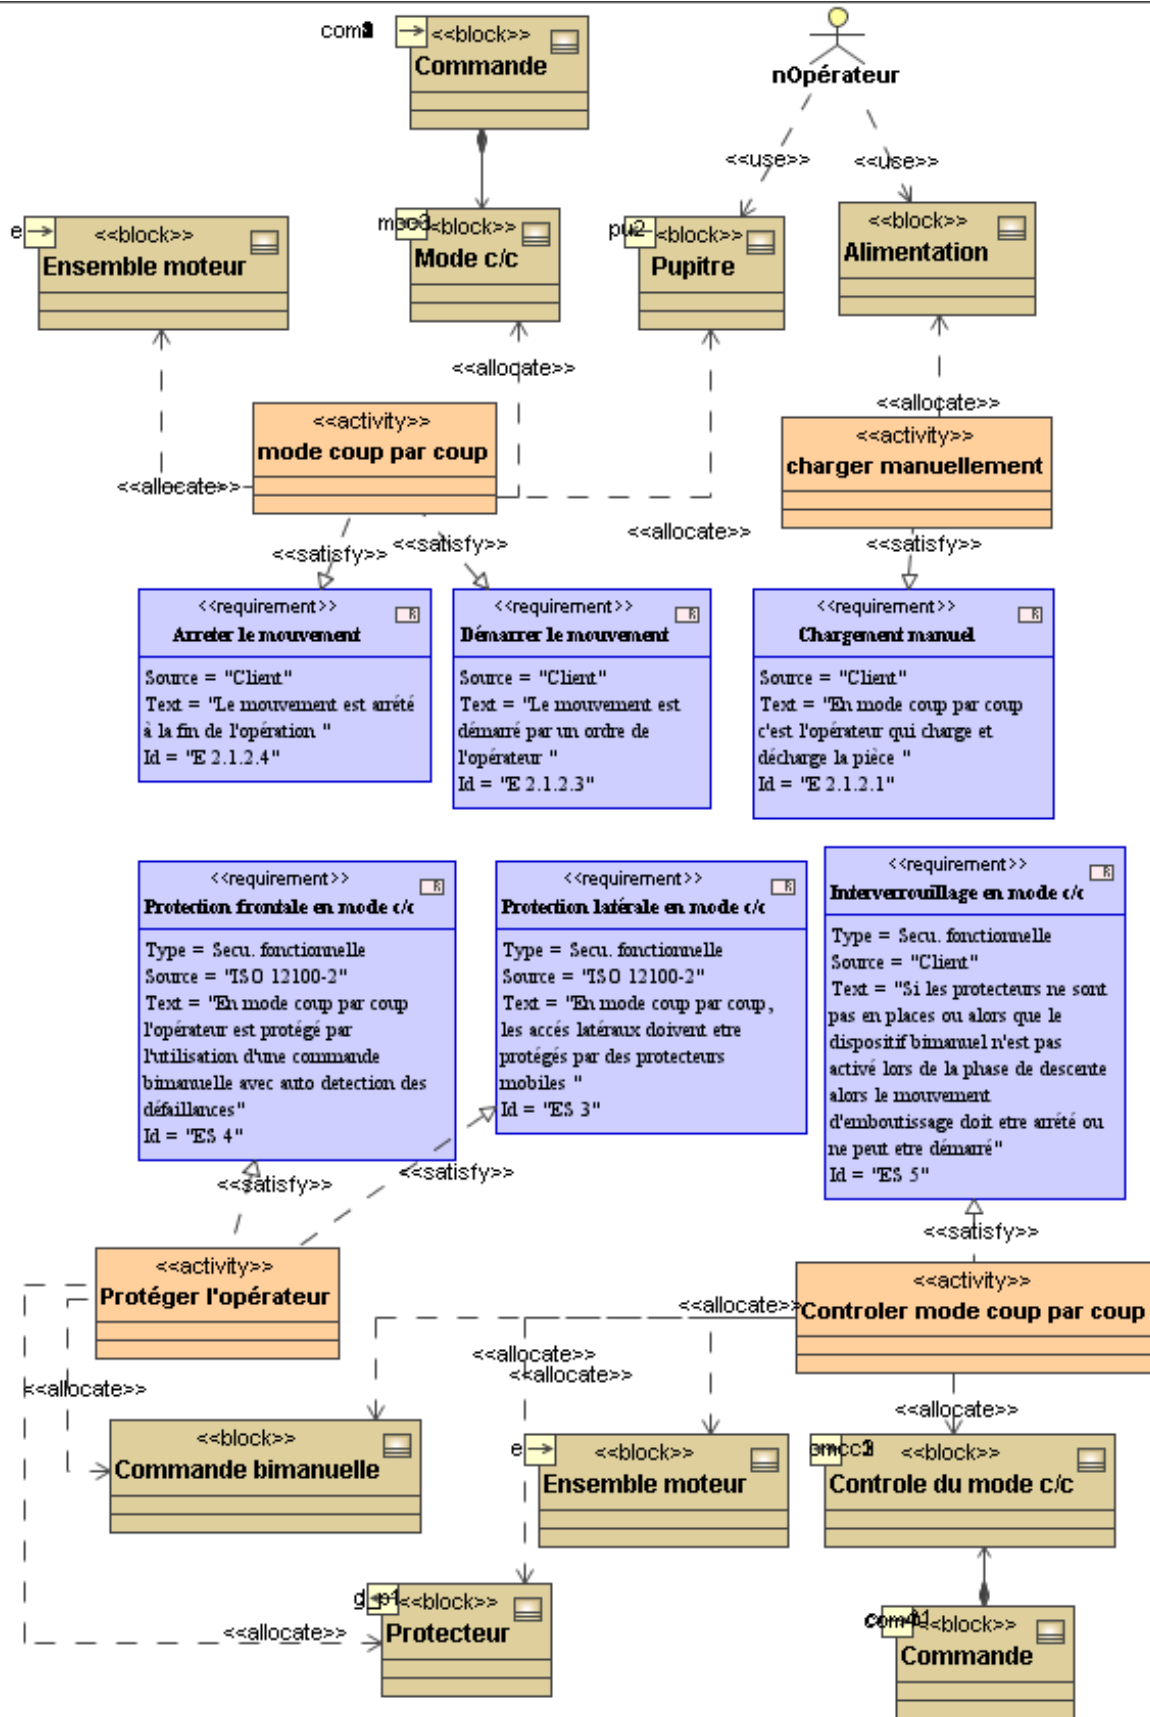 <<block>>
Commande
nOpérateur
<<use>>
<<use>>
e
<<block>>
Ensemble moteur
<<block>>
Mode c/c
pu2
<<block>>
Pupitre
<<block>>
Alimentation
<<allocate>>
<<allocate>>
<<activity>>
mode coup par coup
<<activity>>
charger manuellement
<<allocate>>
<<allocate>>
<<satisfy>>
<<satisfy>>
<<satisfy>>
<<requirement>>
Arreter le mouvement
Source = "Client"
Text = "Le mouvement est arrété
à la fin de l'opération "
Id = "E 2.1.2.4"
<<requirement>>
Démarrer le mouvement
Source = "Client"
Text = "Le mouvement est
démarré par un ordre de
l'opérateur "
Id = "E 2.1.2.3"
<<requirement>>
Chargement manuel
Source = "Client"
Text = "En mode coup par coup
c'est l'opérateur qui charge et
décharge la pièce "
Id = "E 2.1.2.1"
<<requirement>>
Protection frontale en mode c/c
Type = Secu. fonctionnelle
Source = "ISO 12100-2"
Text = "En mode coup par coup
l'opérateur est protégé par
l'utilisation d'une commande
bimanuelle avec auto detection des
défaillances"
Id = "ES 4"
<<requirement>>
Protection latérale en mode c/c
Type = Secu. fonctionnelle
Source = "ISO 12100-2"
Text = "En mode coup par coup,
les accés latéraux doivent etre
protégés par des protecteurs
mobiles "
Id = "ES 3"
<<requirement>>
Interverrouillage en mode c/c
Type = Secu. fonctionnelle
Source = "Client"
Text = "Si les protecteurs ne sont
pas en places ou alors que le
dispositif bimanuel n'est pas
activé lors de la phase de descente
alors le mouvement
d'emboutissage doit etre arrété ou
ne peut etre démarré"
Id = "ES 5"
<<satisfy>>
<<satisfy>>
<<satisfy>>
<<activity>>
Protéger l'opérateur
<<activity>>
Controler mode coup par coup
<<allocate>>
<<allocate>>
<<allocate>>
<<allocate>>
<<allocate>>
<<block>>
Commande bimanuelle
e
<<block>>
Ensemble moteur
<<block>>
Controle du mode c/c
<<allocate>>
<<block>>
Protecteur
<<block>>
Commande